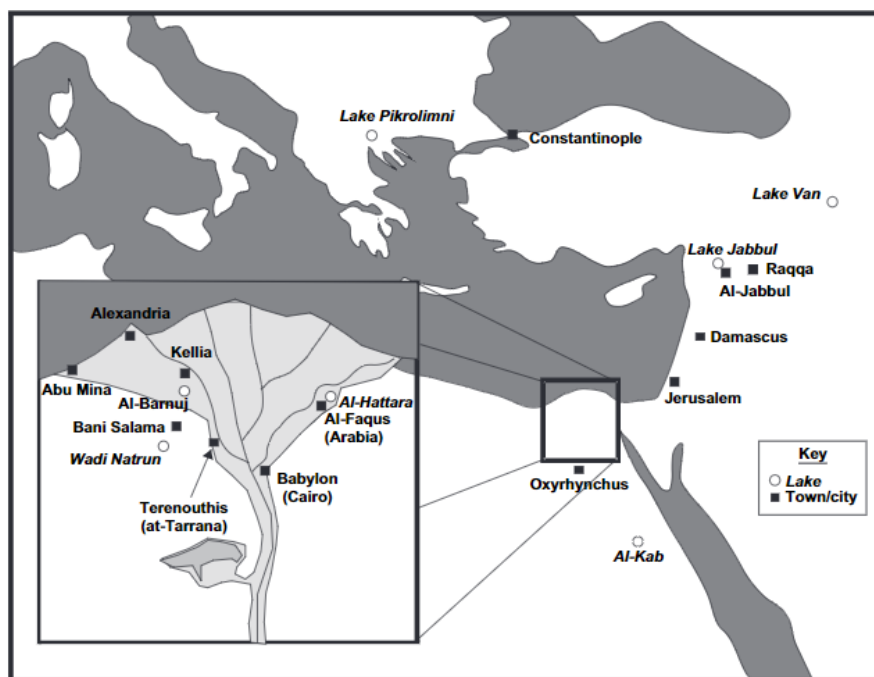 Lake Pikrolimni
Constantinople
Lake Van
Lake Jabbul
Raqqa
Al-Jabbul
Damascus
Jerusalem
Oxyrhynchus
Al-Kab
Alexandria
Kellia
Abu Mina
Al-Barnuj
Al-Hattara
Al-Faqus
(Arabia)
Bani Salama
Wadi Natrun
Babylon
(Cairo)
Terenouthis
(at-Tarrana)
Key
Lake
Town/city